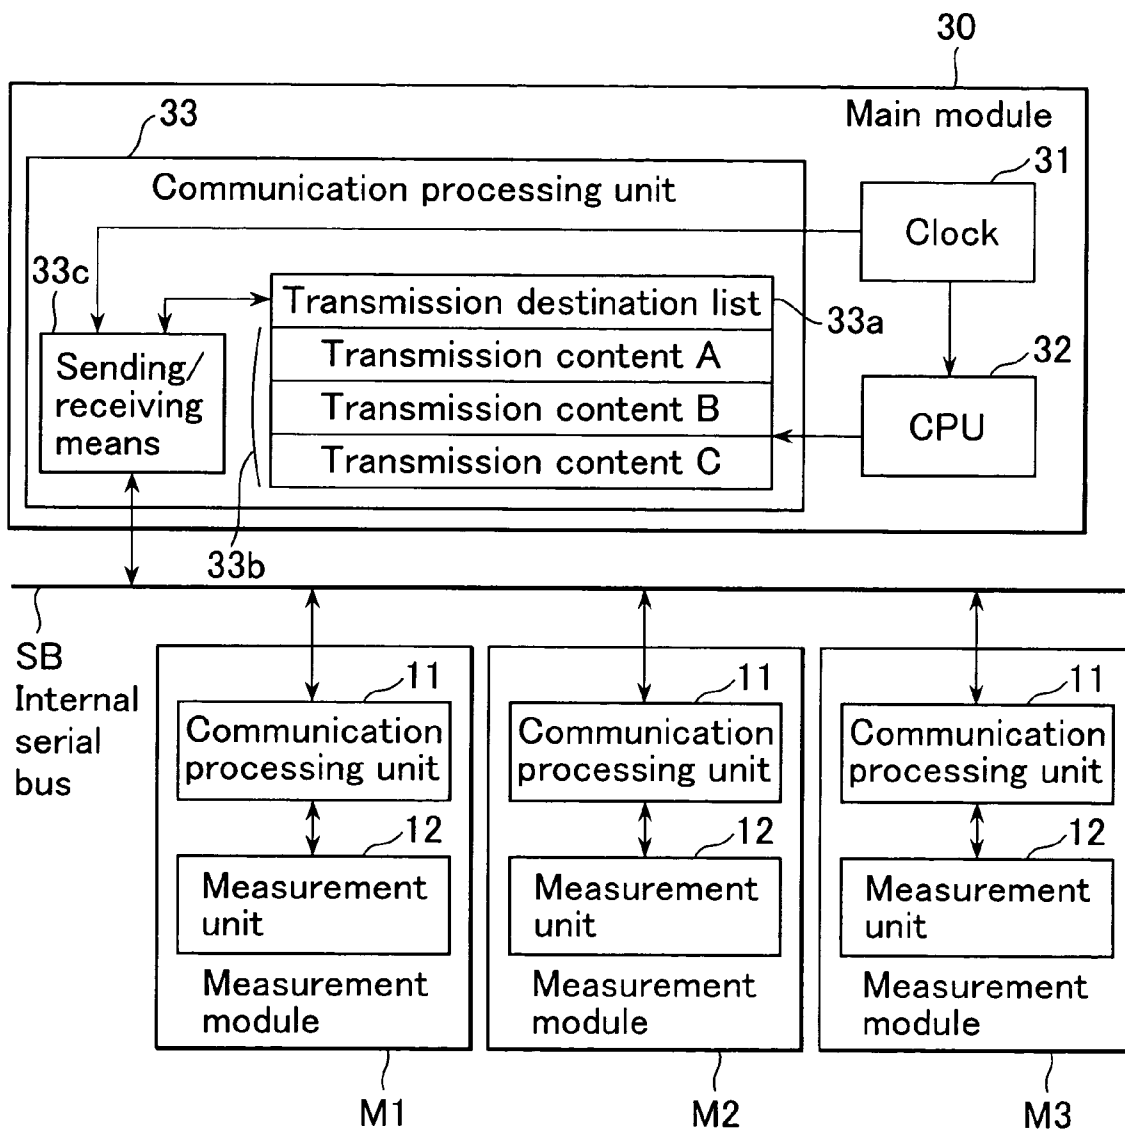 30
Main module
33
31
Communication processing unit
Clock
33c
Transmission destination list
33a
Sending/
receiving
means
Transmission content A
32
Transmission content B
CPU
Transmission content C
33b
SB
Internal
serial
bus
11
Communication
processing unit
12
Measurement
unit
Measurement
module
M1
11
Communication
processing unit
12
Measurement
unit
Measurement
module
M2
11
Communication
processing unit
12
Measurement
unit
Measurement
module
M3